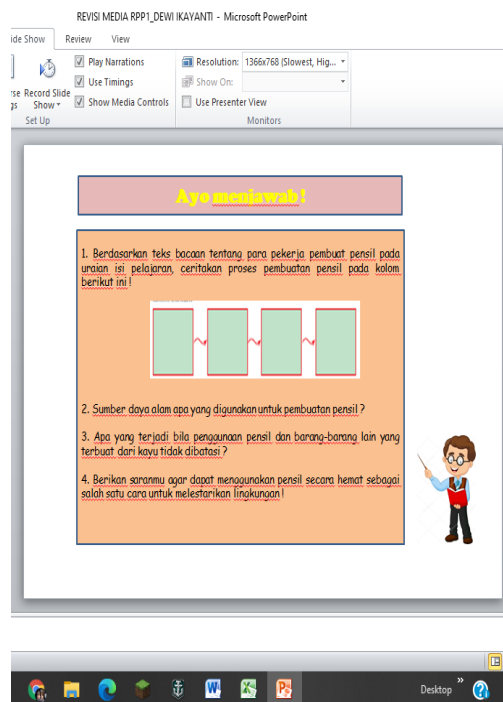 REVISI MEDIA RPP1_DEWI IKAYANTI - Microsoft PowerPoint
ide Show Review View
Play Narrations
Use Timings
Show Media Controls
rse Record Slide
gs Show
Set Up
Resolution: 1366x768 (Slowest, Hig...
Show On:
Use Presenter View
Monitors
Ayo menjawab !
1. Berdasarkan teks bacaan tentang para pekerja pembuat pensil pada
uraian isi pelajaran, ceritakan proses pembuatan pensil pada kolom
berikut ini !
2. Sumber daya alam apa yang digunakan untuk pembuatan pensil ?
3. Apa yang terjadi bila penggunaan pensil dan barang-barang lain yang
terbuat dari kayu tidak dibatasi ?
4. Berikan saranmu agar dapat menggunakan pensil secara hemat sebagai
salah satu cara untuk melestarikan lingkungan !
Desktop